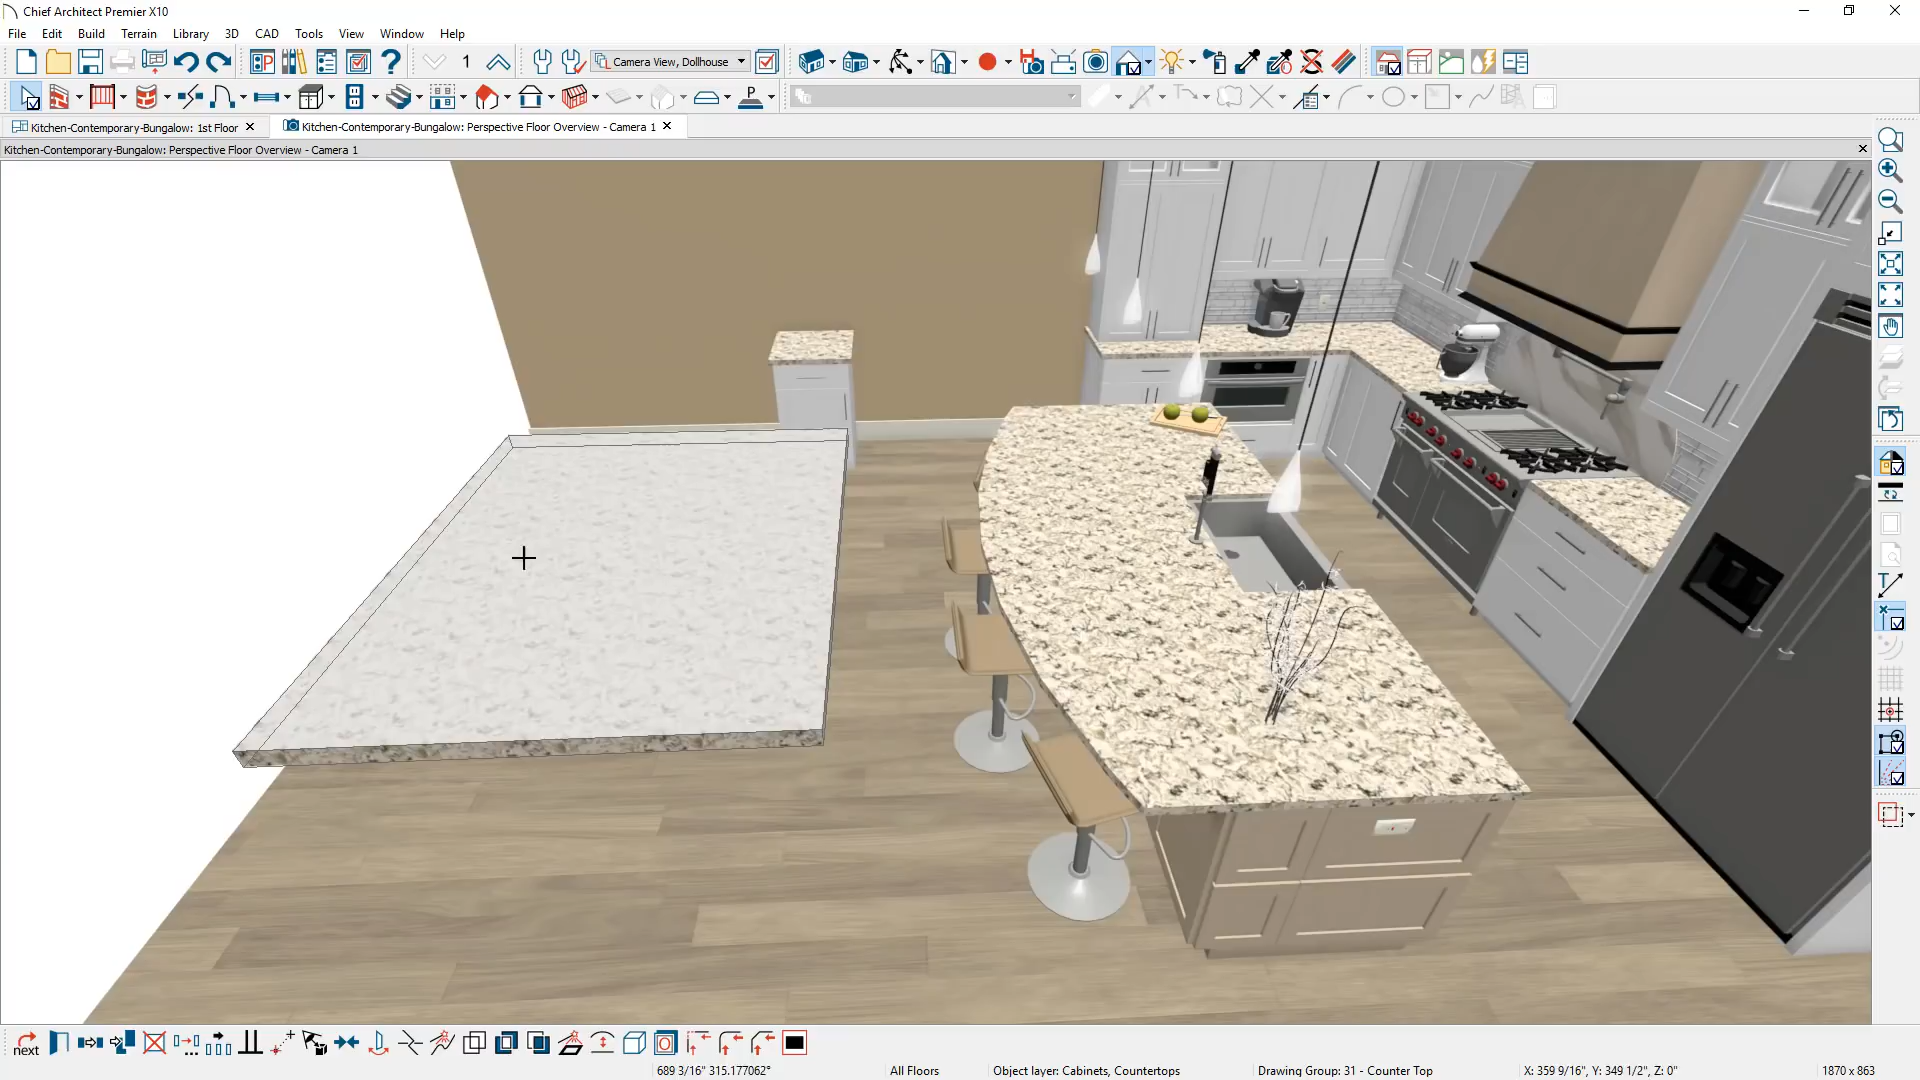 Chief Architect Premier X10
File Edit Build Terrain Library 3D CAD Tools View Window Help
1 Camera View, Dollhouse
P
Kitchen-Contemporary-Bungalow: 1st Floor
Kitchen-Contemporary-Bungalow: Perspective Floor Overview - Camera 1
Kitchen-Contemporary-Bungalow: Perspective Floor Overview - Camera 1
T
next
689 3/16" 315.177062°
All Floors
Object layer: Cabinets, Countertops
Drawing Group: 31 - Counter Top
X: 359 9/16", Y: 349 1/2", Z: 0"
1870 x 863